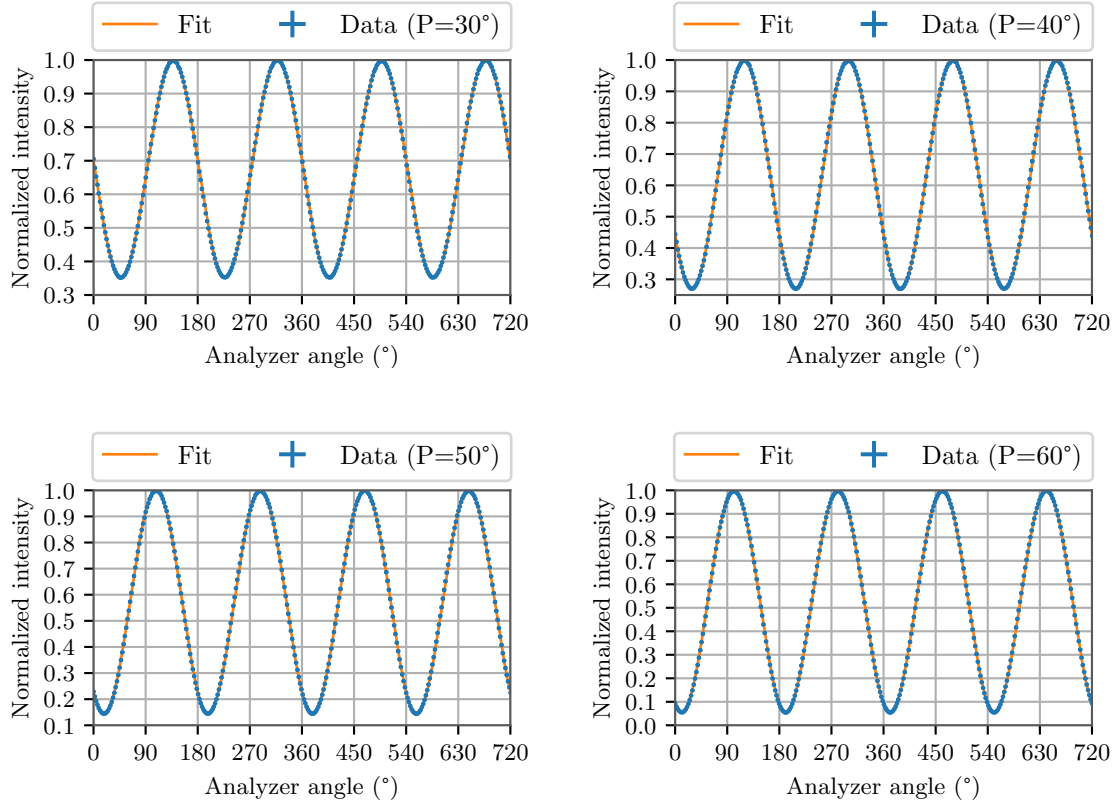 Fit Data (P=30°)
Normalized intensity
1.0
0.9
0.8
0.7
0.6
0.5
0.4
0.3
0 90 180 270 360 450 540 630 720
Analyzer angle (°)
Fit Data (P=40°)
Normalized intensity
1.0
0.9
0.8
0.7
0.6
0.5
0.4
0.3
0 90 180 270 360 450 540 630 720
Analyzer angle (°)
Fit Data (P=50°)
Normalized intensity
1.0
0.9
0.8
0.7
0.6
0.5
0.4
0.3
0.2
0.1
0 90 180 270 360 450 540 630 720
Analyzer angle (°)
Fit Data (P=60°)
Normalized intensity
1.0
0.9
0.8
0.7
0.6
0.5
0.4
0.3
0.2
0.1
0.0
0 90 180 270 360 450 540 630 720
Analyzer angle (°)